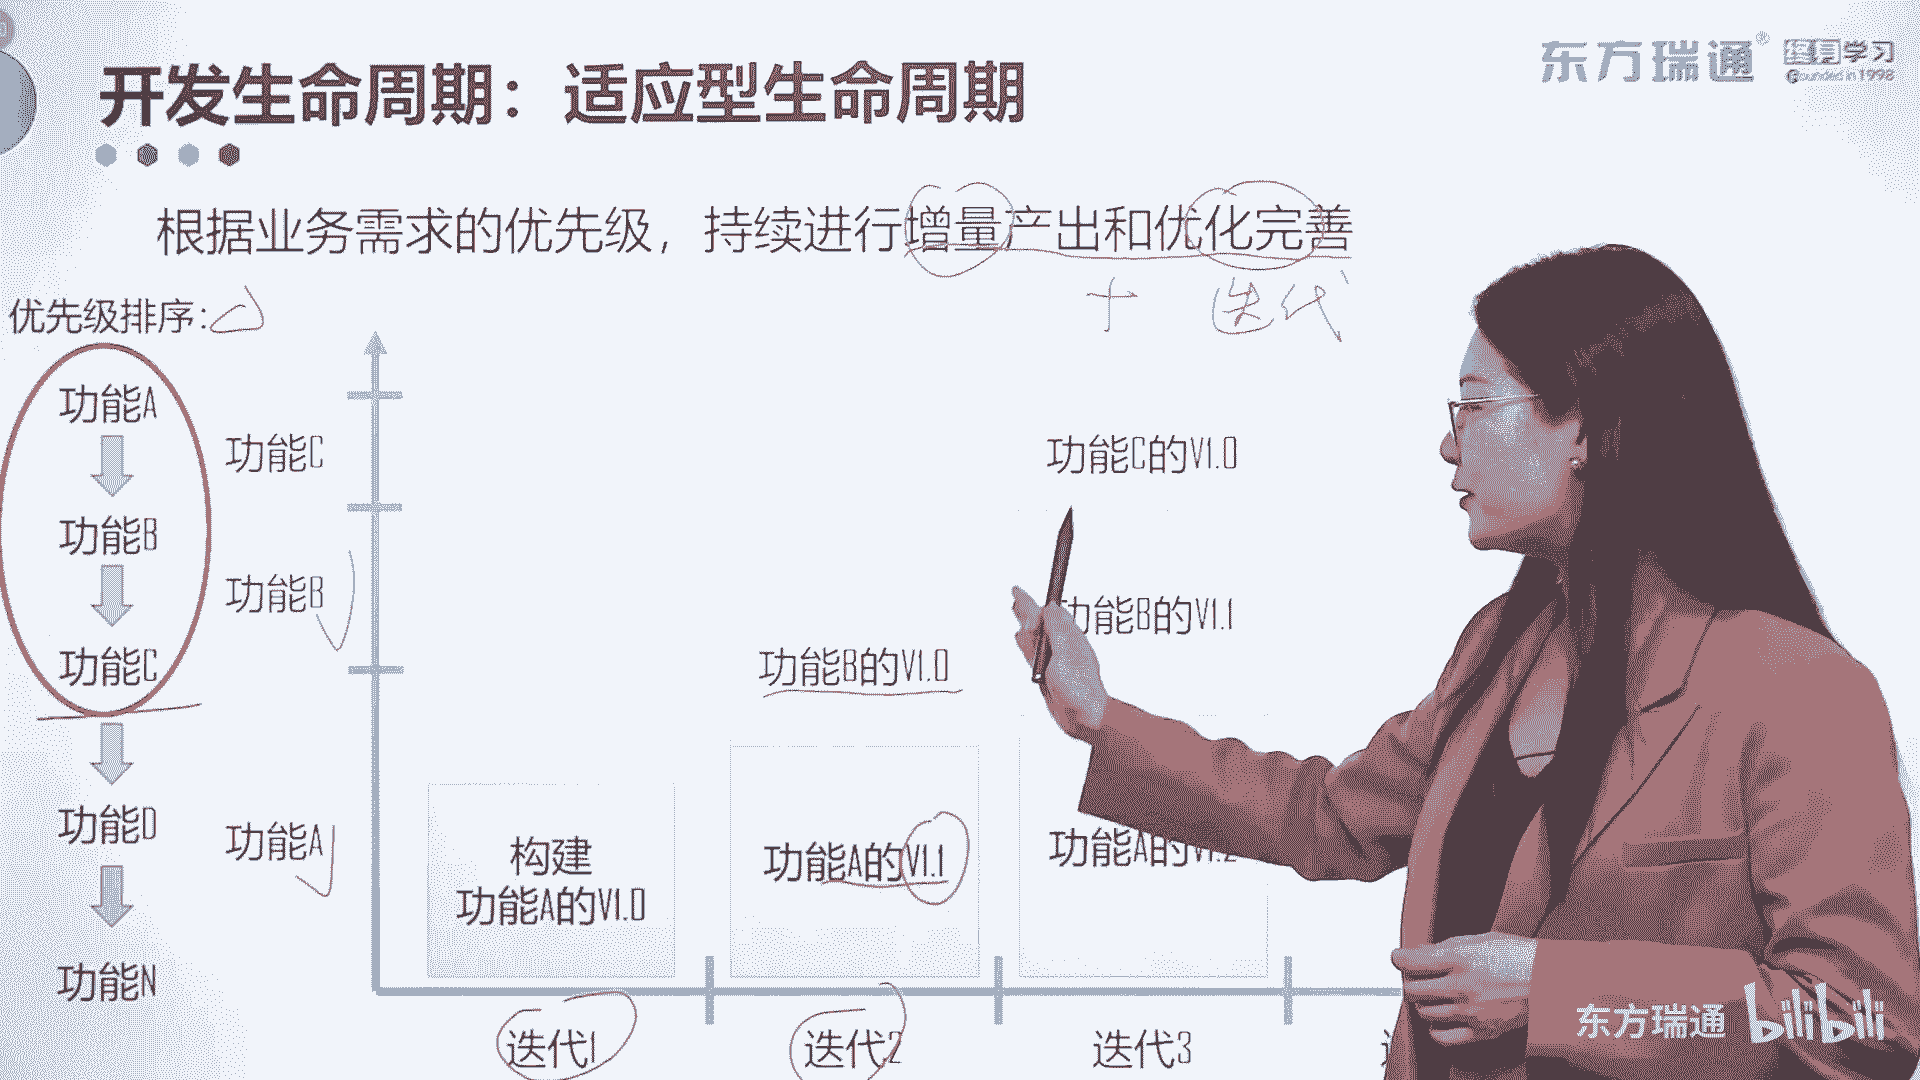 东方瑞通® 终身学习
Founded in 1998
开发生命周期：适应型生命周期
根据业务需求的优先级，持续进行增量产出和优化完善
+ 迭代
优先级排序：
功能A
功能B
功能C
功能D
功能N
功能C
功能B
功能A
功能C的V1.0
功能B的V1.0
功能B的V1.1
构建
功能A的V1.0
功能A的V1.1
功能A的V1.2
迭代1
迭代2
迭代3
东方瑞通 bilibili